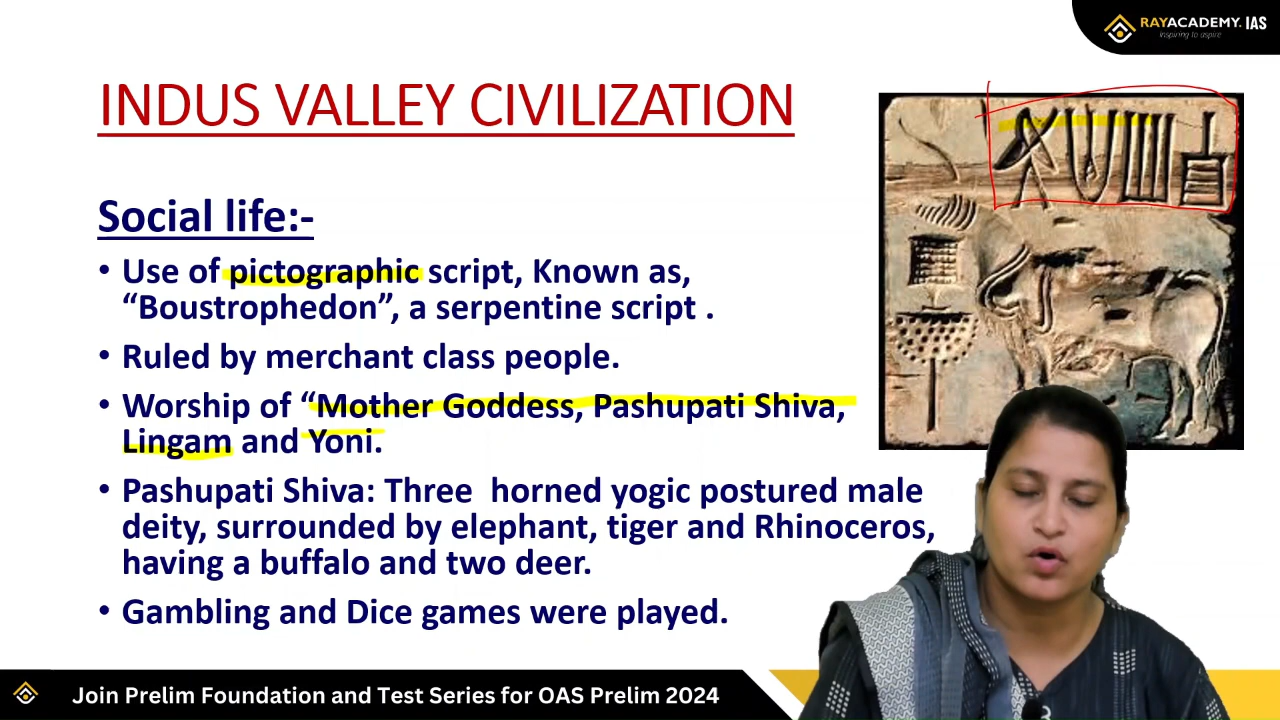 RAYACADEMY. IAS
Inspiring to aspire
INDUS VALLEY CIVILIZATION
Social life:-
• Use of pictographic script, Known as,
“Boustrophedon”, a serpentine script .
• Ruled by merchant class people.
• Worship of “Mother Goddess, Pashupati Shiva,
Lingam and Yoni.
• Pashupati Shiva: Three  horned yogic postured male
deity, surrounded by elephant, tiger and Rhinoceros,
having a buffalo and two deer.
• Gambling and Dice games were played.
Join Prelim Foundation and Test Series for OAS Prelim 2024